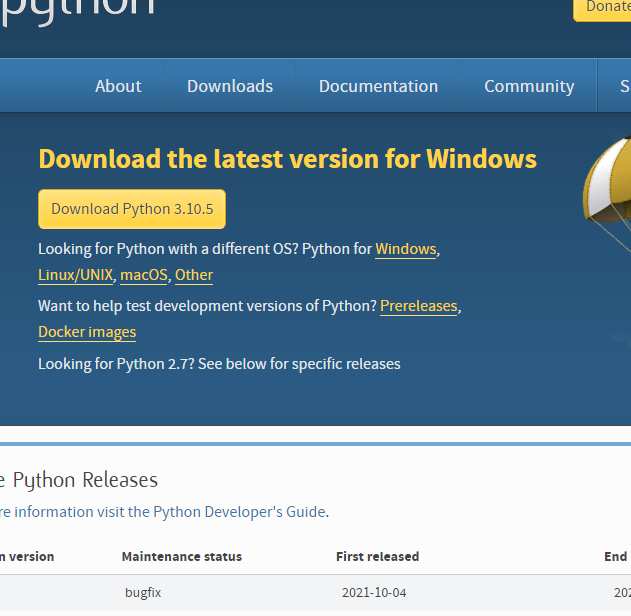 python
Donate
About Downloads Documentation Community S
Download the latest version for Windows
Download Python 3.10.5
Looking for Python with a different OS? Python for Windows,
Linux/UNIX, macOS, Other
Want to help test development versions of Python? Prereleases,
Docker images
Looking for Python 2.7? See below for specific releases
e Python Releases
re information visit the Python Developer's Guide.
n version Maintenance status First released End
bugfix 2021-10-04 202